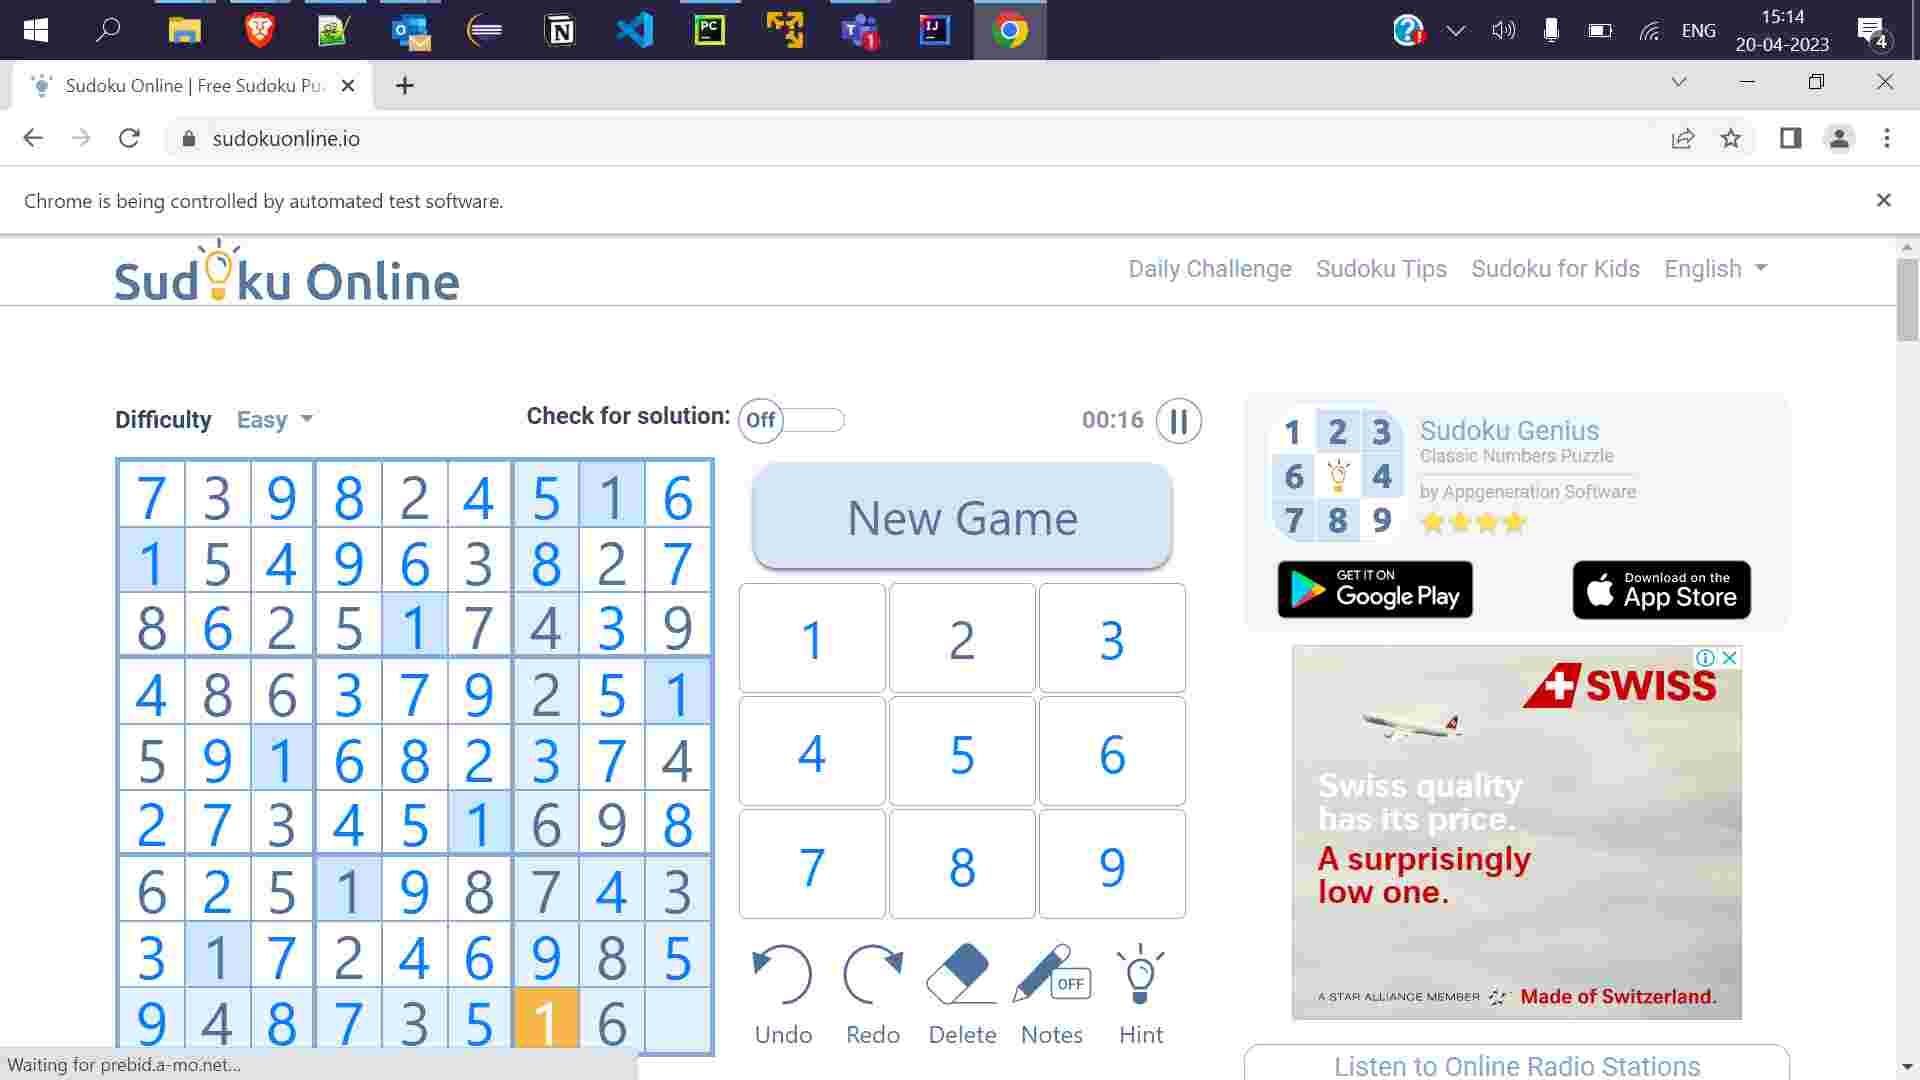 15:14
ENG
20-04-2023
4
Sudoku Online | Free Sudoku Pu
sudokuonline.io
Chrome is being controlled by automated test software.
Sudoku Online
Daily Challenge Sudoku Tips Sudoku for Kids English
Difficulty Easy Check for solution: Off 00:16
7 3 9 8 2 4 5 1 6
1 5 4 9 6 3 8 2 7
8 6 2 5 1 7 4 3 9
4 8 6 3 7 9 2 5 1
5 9 1 6 8 2 3 7 4
2 7 3 4 5 1 6 9 8
6 2 5 1 9 8 7 4 3
3 1 7 2 4 6 9 8 5
9 4 8 7 3 5 1 6
New Game
1 2 3
4 5 6
7 8 9
OFF
Undo Redo Delete Notes Hint
1 2 3
6 4
7 8 9
Sudoku Genius
Classic Numbers Puzzle
by Appgeneration Software
GET IT ON
Google Play
Download on the
App Store
SWISS
Swiss quality
has its price.
A surprisingly
low one.
A STAR ALLIANCE MEMBER Made of Switzerland.
Listen to Online Radio Stations
Waiting for prebid.a-mo.net...